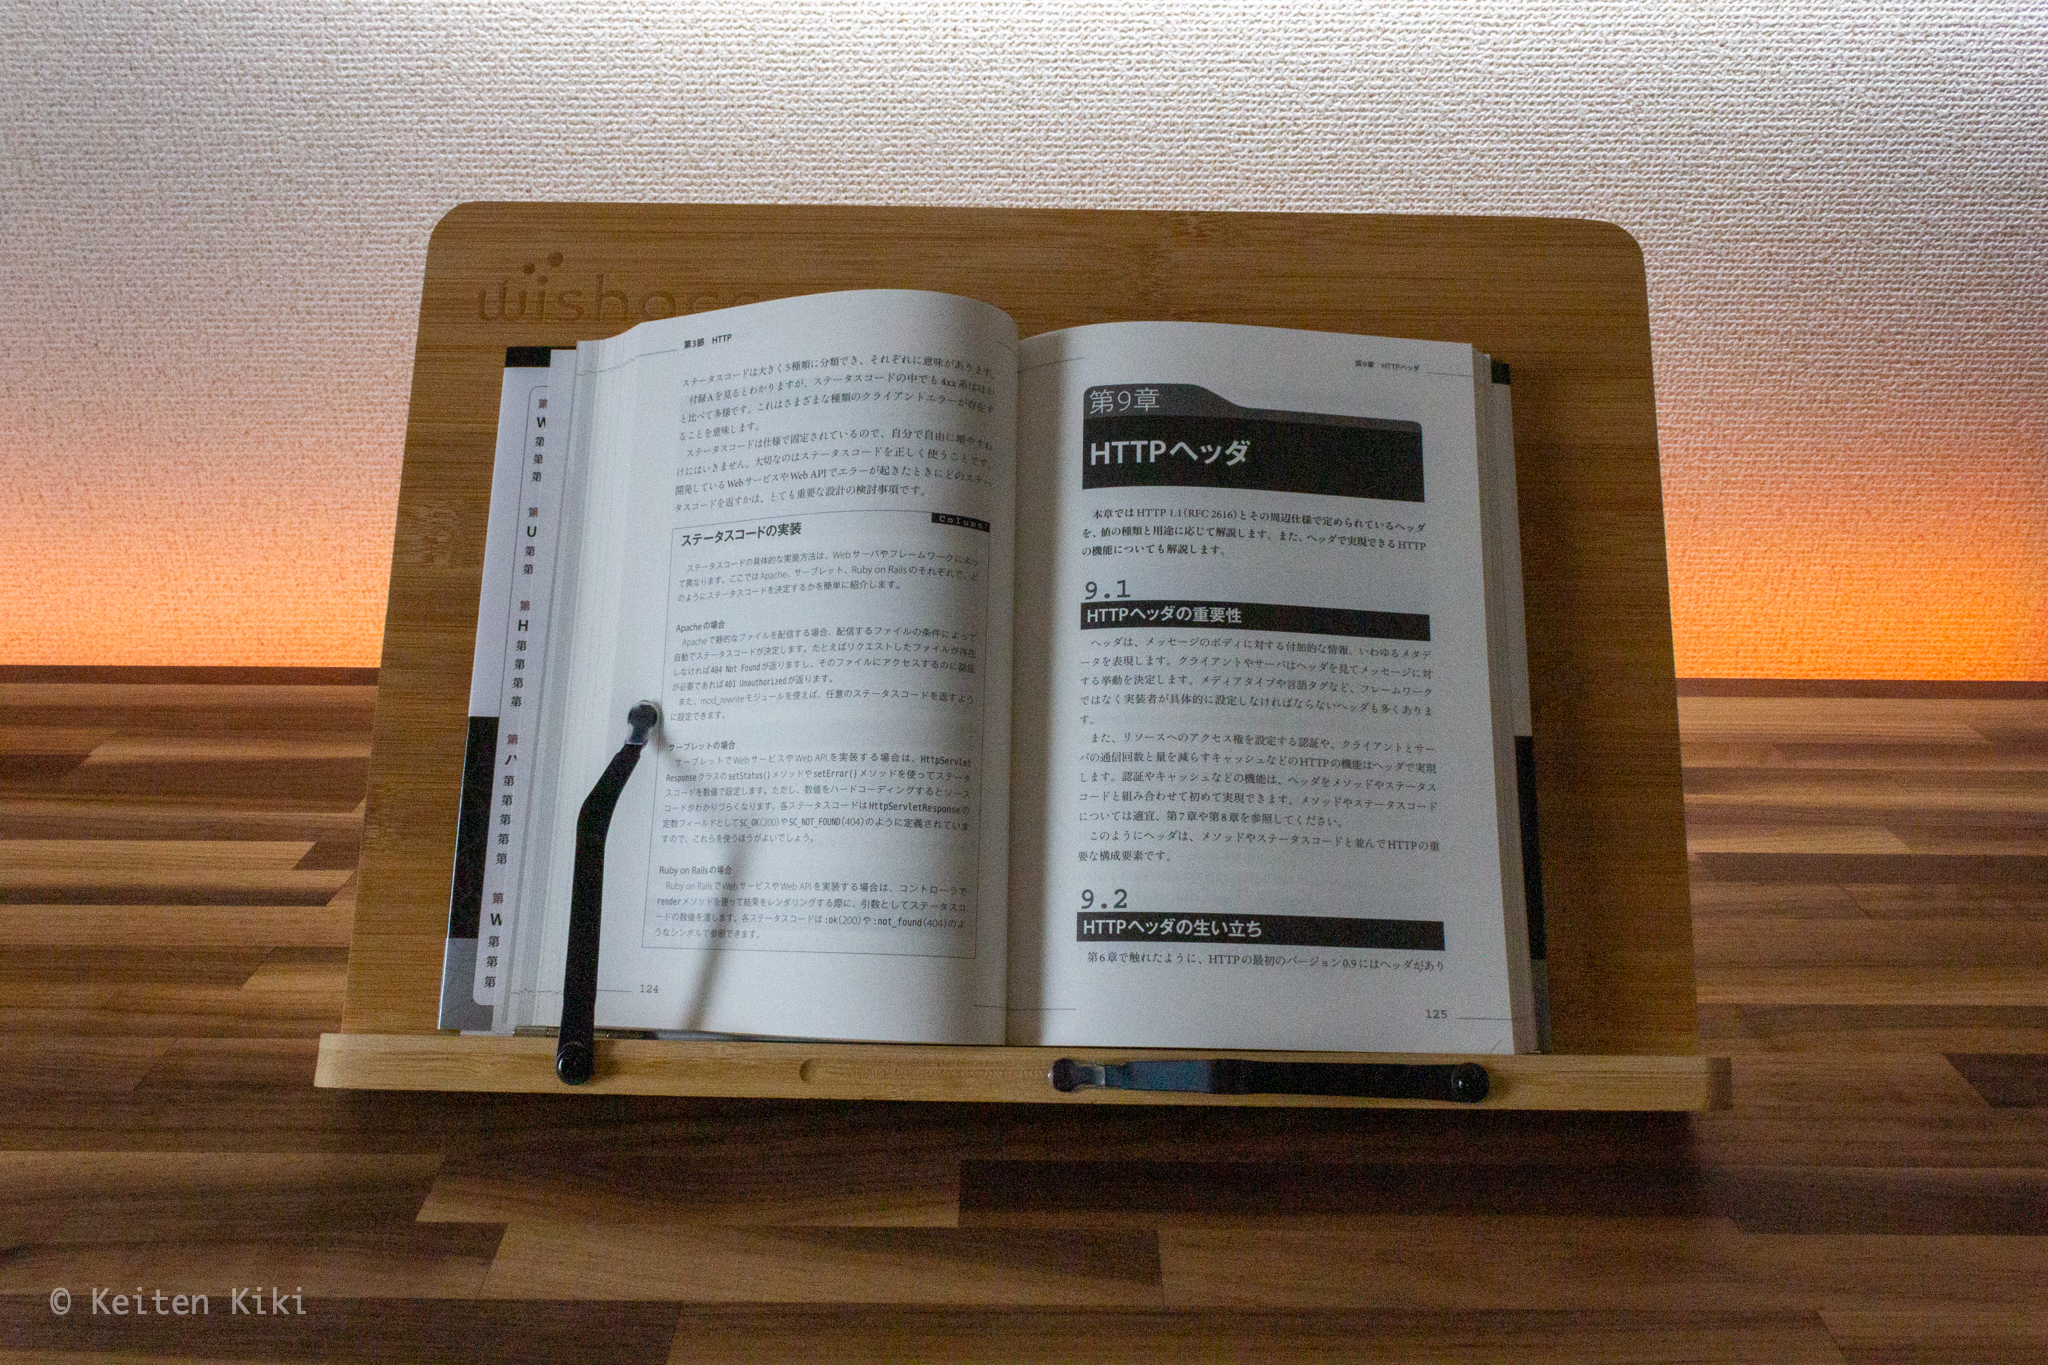 wishaco
第
W
第
第
第
第
U
第
第
第
H
第
第
第
第
第
ハ
第
第
第
第
第
第
W
第
第
第
第3部 HTTP
ステータスコードは大きく5種類に分類でき、それぞれに意味があります。
付録Aを見るとわかりますが、ステータスコードの中でも4xx系はほか
と比べて多様です。これはさまざまな種類のクライアントエラーが存在す
ることを意味します。
ステータスコードは仕様で固定されているので、自分で自由に増やすわ
けにはいきません。大切なのはステータスコードを正しく使うことです。
開発しているWebサービスやWeb APIでエラーが起きたときにどのステー
タスコードを返すかは、とても重要な設計の検討事項です。
Column
ステータスコードの実装
ステータスコードの具体的な実装方法は、Webサーバやフレームワークによっ
て異なります。ここではApache、サーブレット、Ruby on Railsのそれぞれで、ど
のようにステータスコードを決定するかを簡単に紹介します。
Apacheの場合
Apacheで静的なファイルを配信する場合、配信するファイルの条件によって
自動でステータスコードが決定します。たとえばリクエストしたファイルが存在
しなければ404 Not Foundが返りますし、そのファイルにアクセスするのに認証
が必要であれば401 Unauthorizedが返ります。
また、mod_rewriteモジュールを使えば、任意のステータスコードを返すよう
に設定できます。
サーブレットの場合
サーブレットでWebサービスやWeb APIを実装する場合は、HttpServlet
Responseクラスのsetstatus()メソッドやsetError()メソッドを使ってステータ
スコードを数値で設定します。ただし、数値をハードコーディングするとソース
コードがわかりづらくなります。各ステータスコードはHttpServletResponseの
定数フィールドとしてSC_OK(200)やSC_NOT_FOUND(404)のように定義されていま
すので、これらを使うほうがよいでしょう。
Ruby on Railsの場合
Ruby on RailsでWebサービスやWeb APIを実装する場合は、コントローラで
renderメソッドを使って結果をレンダリングする際に、引数としてステータスコ
ードの数値を渡します。各ステータスコードは:ok(200)や:not_found(404)のよ
うなシンボルで参照できます。
124
第9章 HTTPヘッダ
第9章
HTTPヘッダ
本章ではHTTP 1.1(RFC 2616)とその周辺仕様で定められているヘッダ
を、値の種類と用途に応じて解説します。また、ヘッダで実現できるHTTP
の機能についても解説します。
9.1
HTTPヘッダの重要性
ヘッダは、メッセージのボディに対する付加的な情報、いわゆるメタデ
ータを表現します。クライアントやサーバはヘッダを見てメッセージに対
する挙動を決定します。メディアタイプや言語タグなど、フレームワーク
ではなく実装者が具体的に設定しなければならないヘッダも多くありま
す。
また、リソースへのアクセス権を設定する認証や、クライアントとサー
バの通信回数と量を減らすキャッシュなどのHTTPの機能はヘッダで実現
します。認証やキャッシュなどの機能は、ヘッダをメソッドやステータス
コードと組み合わせて初めて実現できます。メソッドやステータスコード
については適宜、第7章や第8章を参照してください。
このようにヘッダは、メソッドやステータスコードと並んでHTTPの重
要な構成要素です。
9.2
HTTPヘッダの生い立ち
第6章で触れたように、HTTPの最初のバージョン0.9にはヘッダがあり
125
© Keiten Kiki